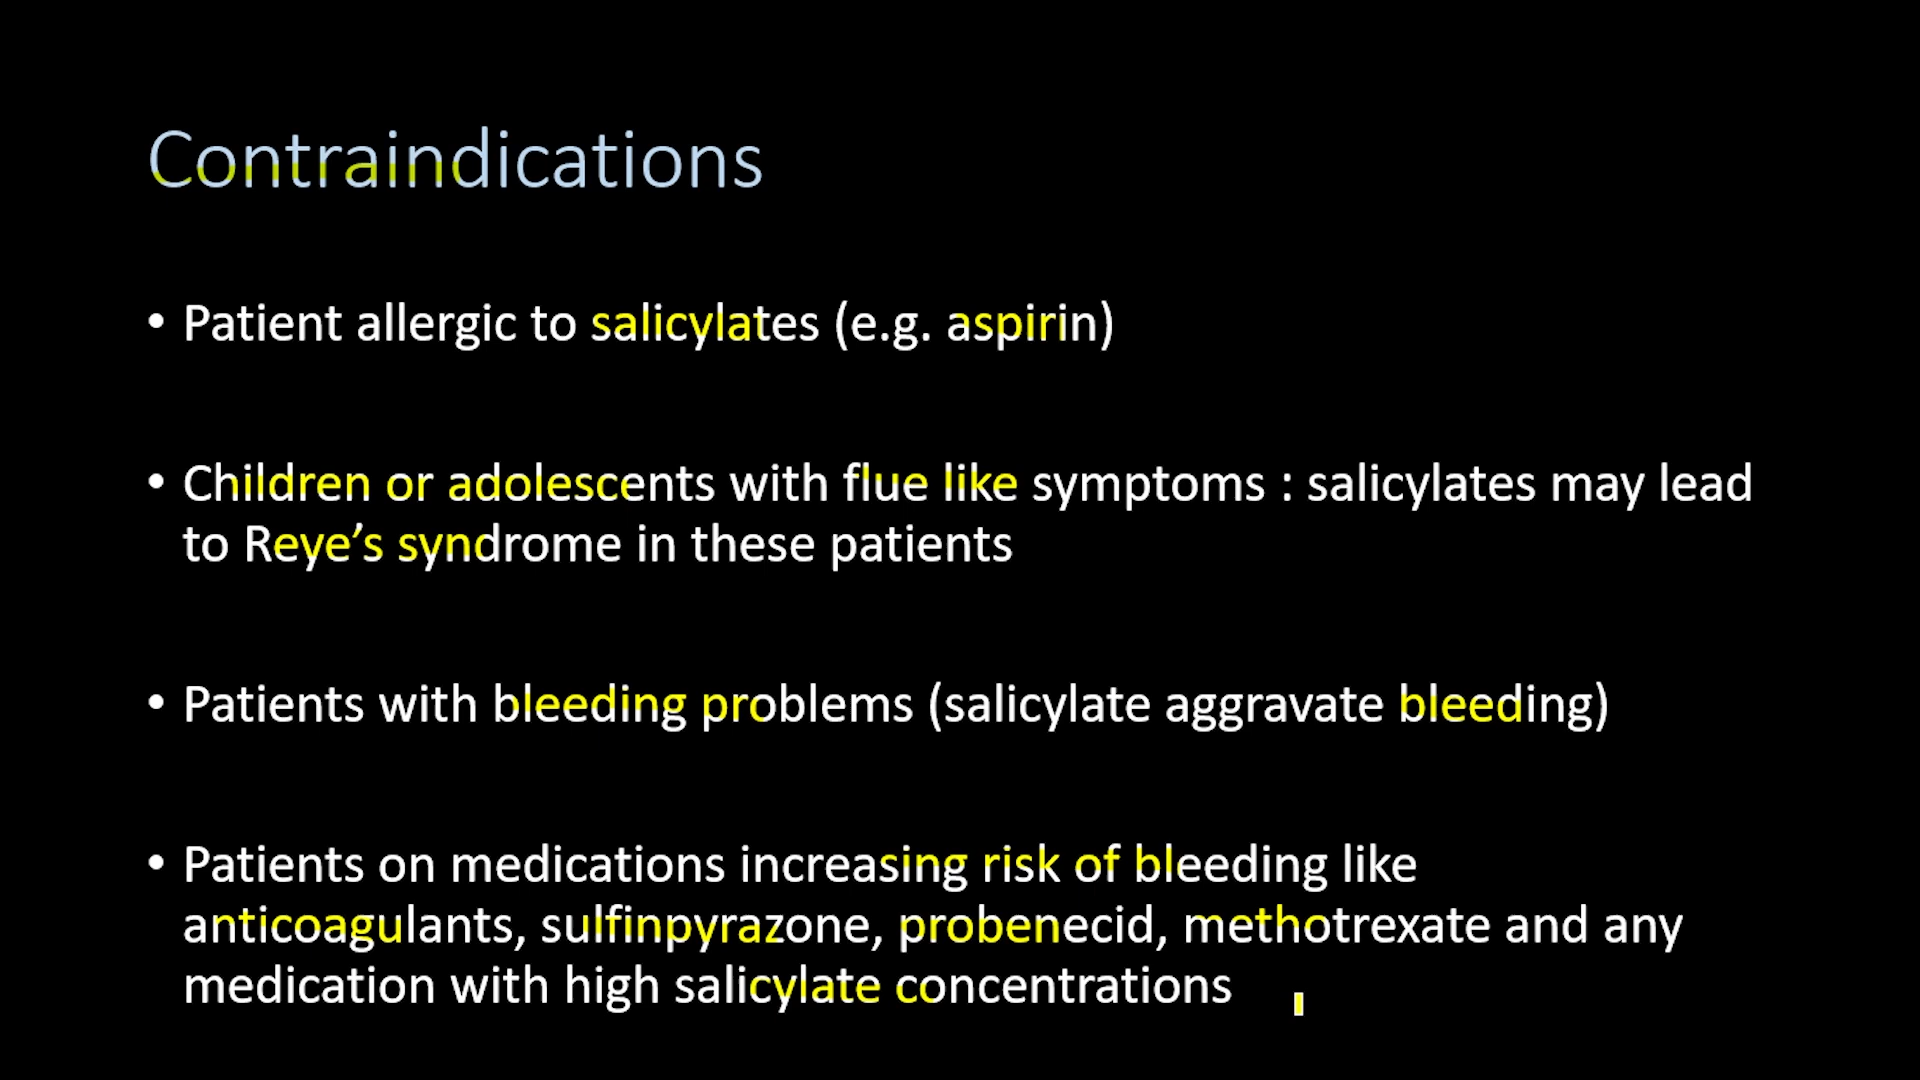 Contraindications
• Patient allergic to salicylates (e.g. aspirin)
• Children or adolescents with flue like symptoms : salicylates may lead
to Reye’s syndrome in these patients
• Patients with bleeding problems (salicylate aggravate bleeding)
• Patients on medications increasing risk of bleeding like
anticoagulants, sulfinpyrazone, probenecid, methotrexate and any
medication with high salicylate concentrations